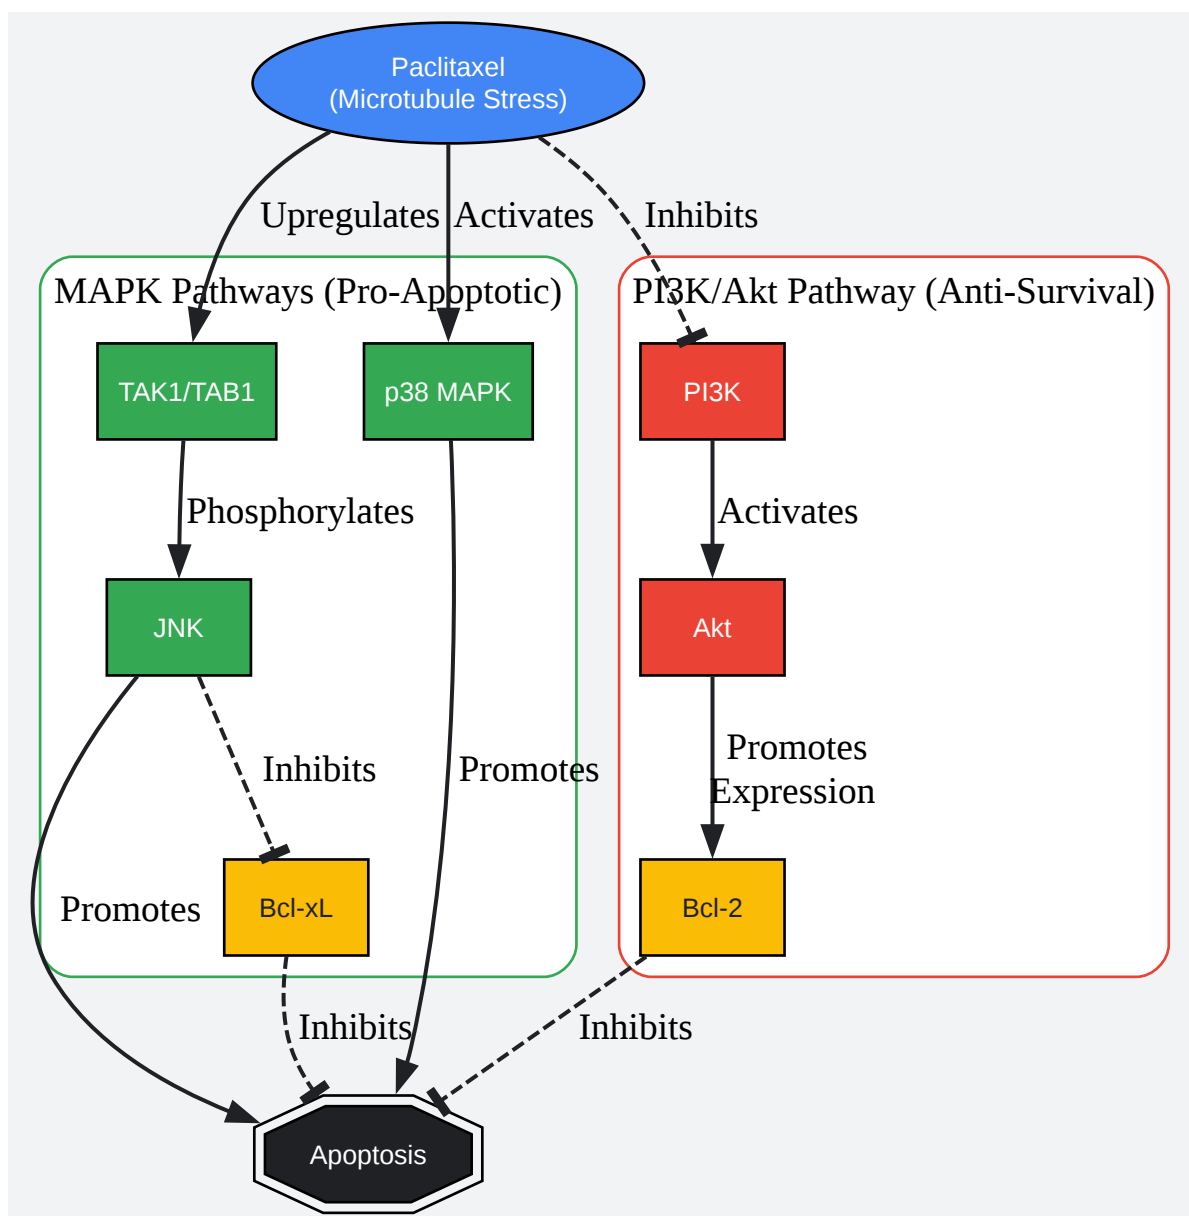 Paclitaxel
(Microtubule Stress)
Upregulates
Activates
Inhibits
MAPK Pathways (Pro-Apoptotic)
PI3K/Akt Pathway (Anti-Survival)
TAK1/TAB1
p38 MAPK
PI3K
Phosphorylates
Activates
JNK
Akt
Inhibits
Promotes
Promotes
Expression
Promotes
Bcl-xL
Bcl-2
Inhibits
Inhibits
Apoptosis